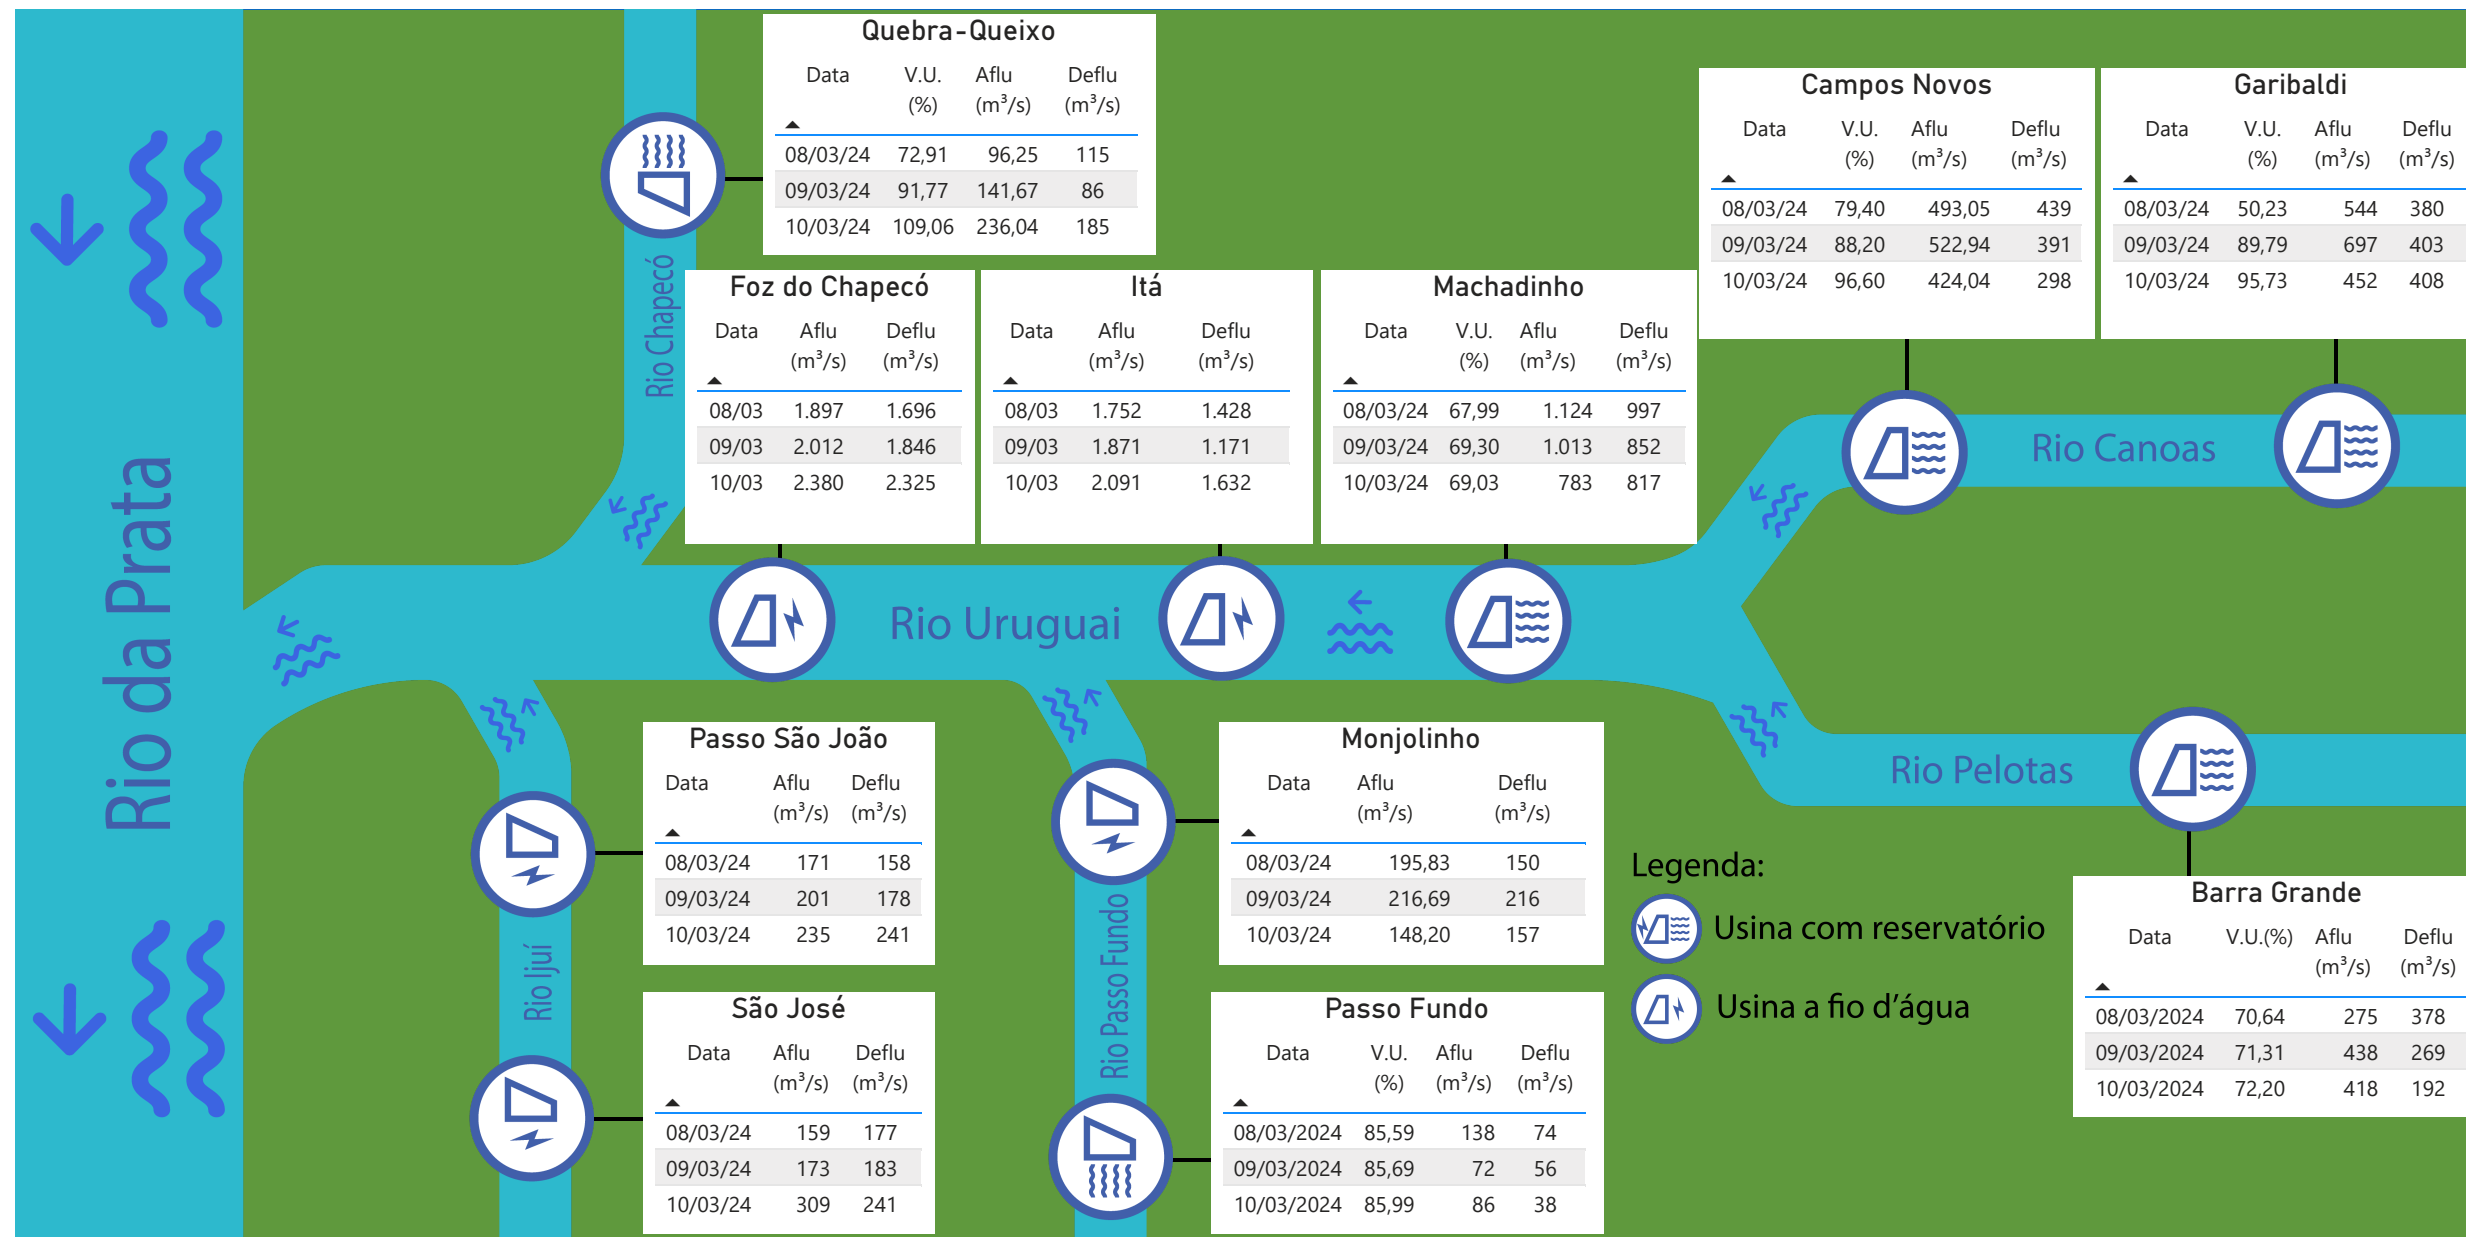 Quebra-Queixo
Data V.U. (%) Aflu (m³/s) Deflu (m³/s)
08/03/24 72,91 96,25 115
09/03/24 91,77 141,67 86
10/03/24 109,06 236,04 185
Campos Novos
Data V.U. (%) Aflu (m³/s) Deflu (m³/s)
08/03/24 79,40 493,05 439
09/03/24 88,20 522,94 391
10/03/24 96,60 424,04 298
Garibaldi
Data V.U. (%) Aflu (m³/s) Deflu (m³/s)
08/03/24 50,23 544 380
09/03/24 89,79 697 403
10/03/24 95,73 452 408
Rio Chapecó
Foz do Chapecó
Data Aflu (m³/s) Deflu (m³/s)
08/03 1.897 1.696
09/03 2.012 1.846
10/03 2.380 2.325
Itá
Data Aflu (m³/s) Deflu (m³/s)
08/03 1.752 1.428
09/03 1.871 1.171
10/03 2.091 1.632
Machadinho
Data V.U. (%) Aflu (m³/s) Deflu (m³/s)
08/03/24 67,99 1.124 997
09/03/24 69,30 1.013 852
10/03/24 69,03 783 817
Rio Canoas
Rio da Prata
Rio Uruguai
Rio Pelotas
Passo São João
Data Aflu (m³/s) Deflu (m³/s)
08/03/24 171 158
09/03/24 201 178
10/03/24 235 241
Monjolinho
Data Aflu (m³/s) Deflu (m³/s)
08/03/24 195,83 150
09/03/24 216,69 216
10/03/24 148,20 157
Legenda:
Usina com reservatório
Usina a fio d’água
Barra Grande
Data V.U.(%) Aflu (m³/s) Deflu (m³/s)
08/03/2024 70,64 275 378
09/03/2024 71,31 438 269
10/03/2024 72,20 418 192
Rio Ijuí
Rio Passo Fundo
São José
Data Aflu (m³/s) Deflu (m³/s)
08/03/24 159 177
09/03/24 173 183
10/03/24 309 241
Passo Fundo
Data V.U. (%) Aflu (m³/s) Deflu (m³/s)
08/03/2024 85,59 138 74
09/03/2024 85,69 72 56
10/03/2024 85,99 86 38